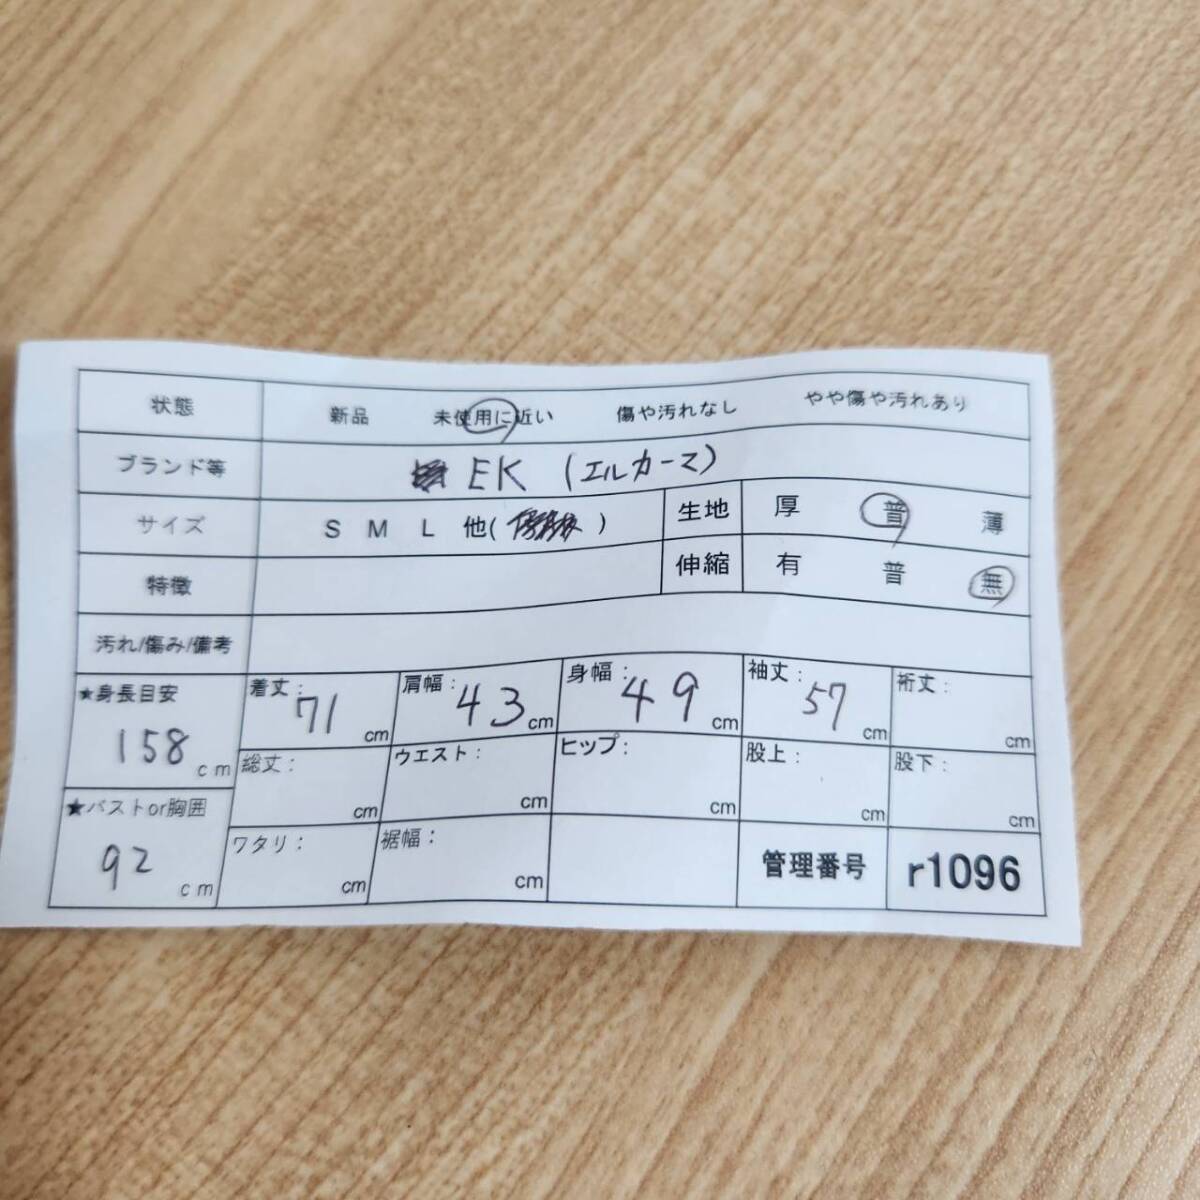 状態 新品 未使用に近い 傷や汚れなし やや傷や汚れあり
ブランド等 EK (エルカーマ)
サイズ S M L 他( ) 生地 厚 普 薄
特徴 伸縮 有 普 無
汚れ/傷み/備考
★身長目安 着丈: 肩幅: 身幅: 袖丈: 裄丈:
158 cm 71 cm 43 cm 49 cm 57 cm cm
総丈: cm ウエスト: cm ヒップ: cm 股上: cm 股下: cm
★バストor胸囲 ワタリ: 裾幅:
92 cm cm cm 管理番号 r1096